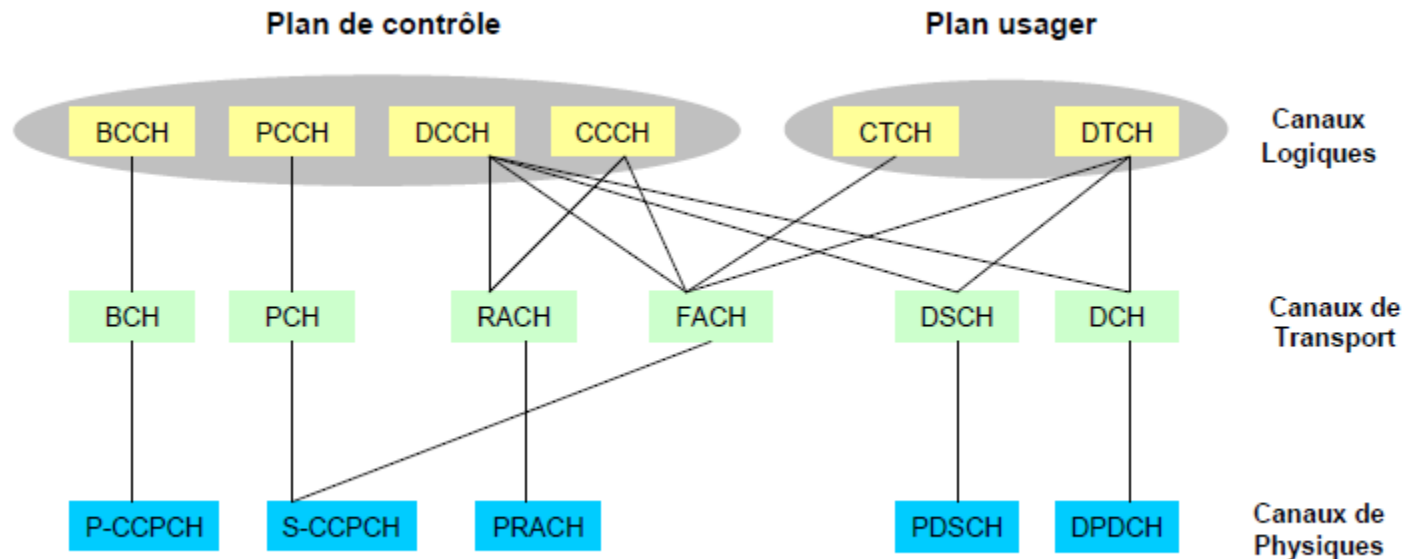 Plan de contrôle
Plan usager
BCCH
PCCH
DCCH
CCCH
CTCH
DTCH
Canaux
Logiques
BCH
PCH
RACH
FACH
DSCH
DCH
Canaux de
Transport
P-CCPCH
S-CCPCH
PRACH
PDSCH
DPDCH
Canaux de
Physiques